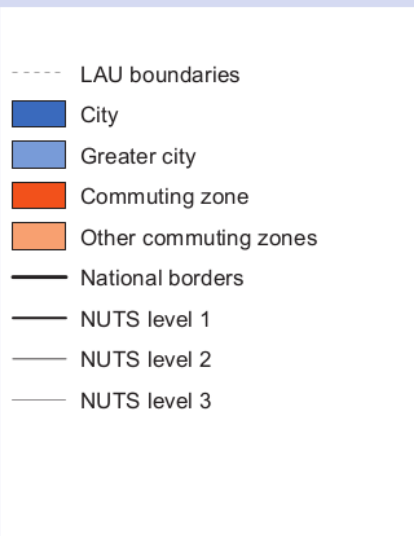 LAU boundaries
City
Greater city
Commuting zone
Other commuting zones
National borders
NUTS level 1
NUTS level 2
NUTS level 3